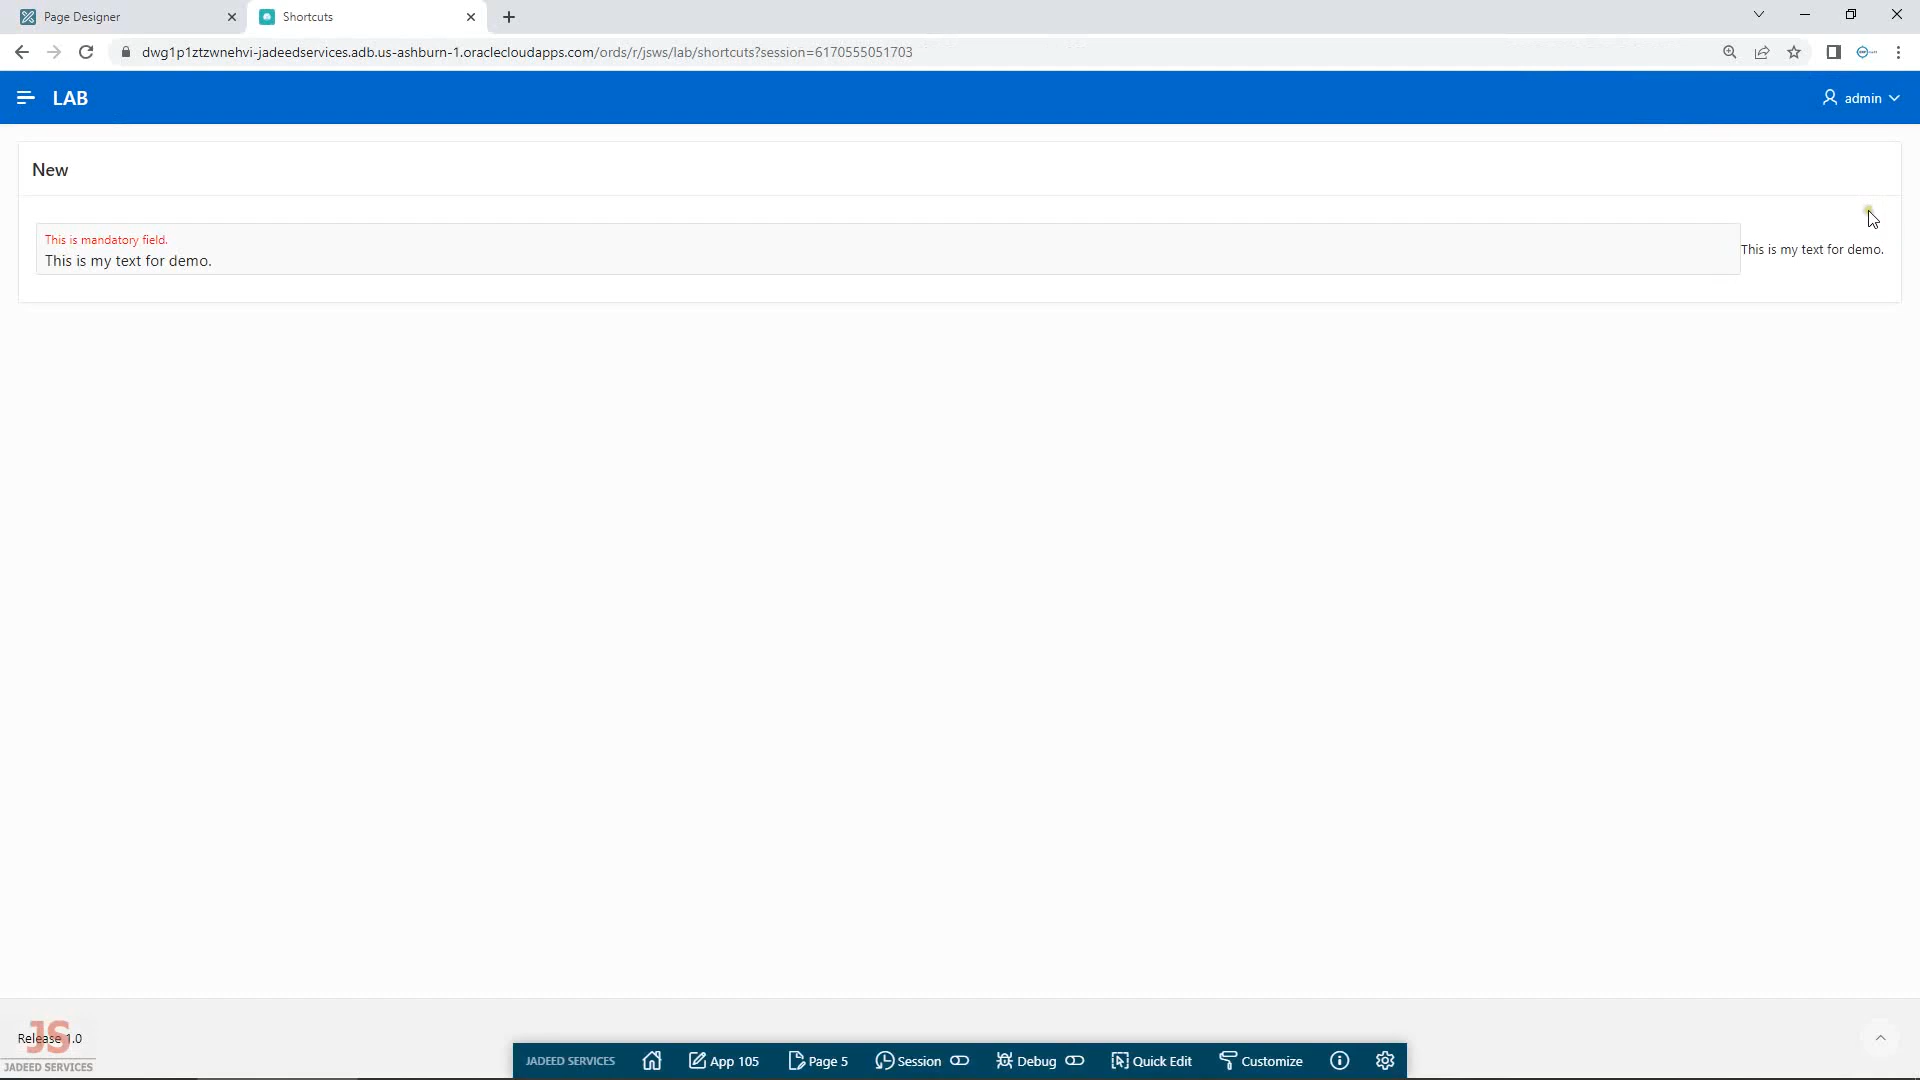 Page Designer
Shortcuts
dwg1p1ztzwnehvi-jadeedservices.adb.us-ashburn-1.oraclecloudapps.com/ords/r/jsws/lab/shortcuts?session=6170555051703
LAB
admin
New
This is mandatory field.
This is my text for demo.
This is my text for demo.
Release 1.0
JS
JADEED SERVICES
JADEED SERVICES
App 105
Page 5
Session
Debug
Quick Edit
Customize